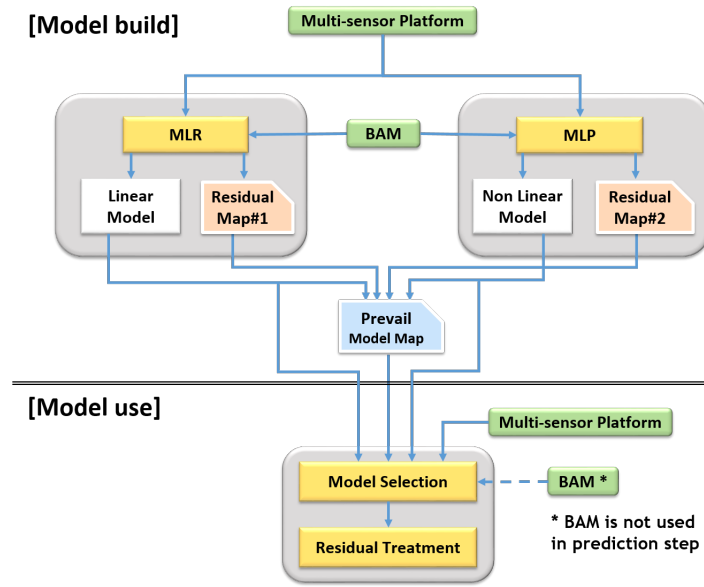 [Model build]
Multi-sensor Platform
MLR
BAM
MLP
Linear
Model
Residual
Map#1
Non Linear
Model
Residual
Map#2
Prevail
Model Map
[Model use]
Multi-sensor Platform
Model Selection
BAM *
Residual Treatment
* BAM is not used
in prediction step